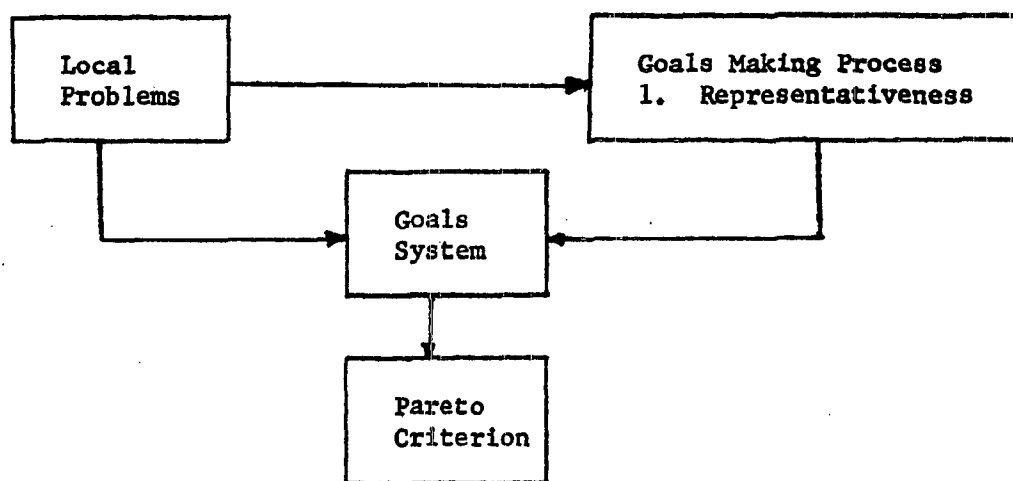 Local
Problems
Goals Making Process
1. Representativeness
Goals
System
Pareto
Criterion